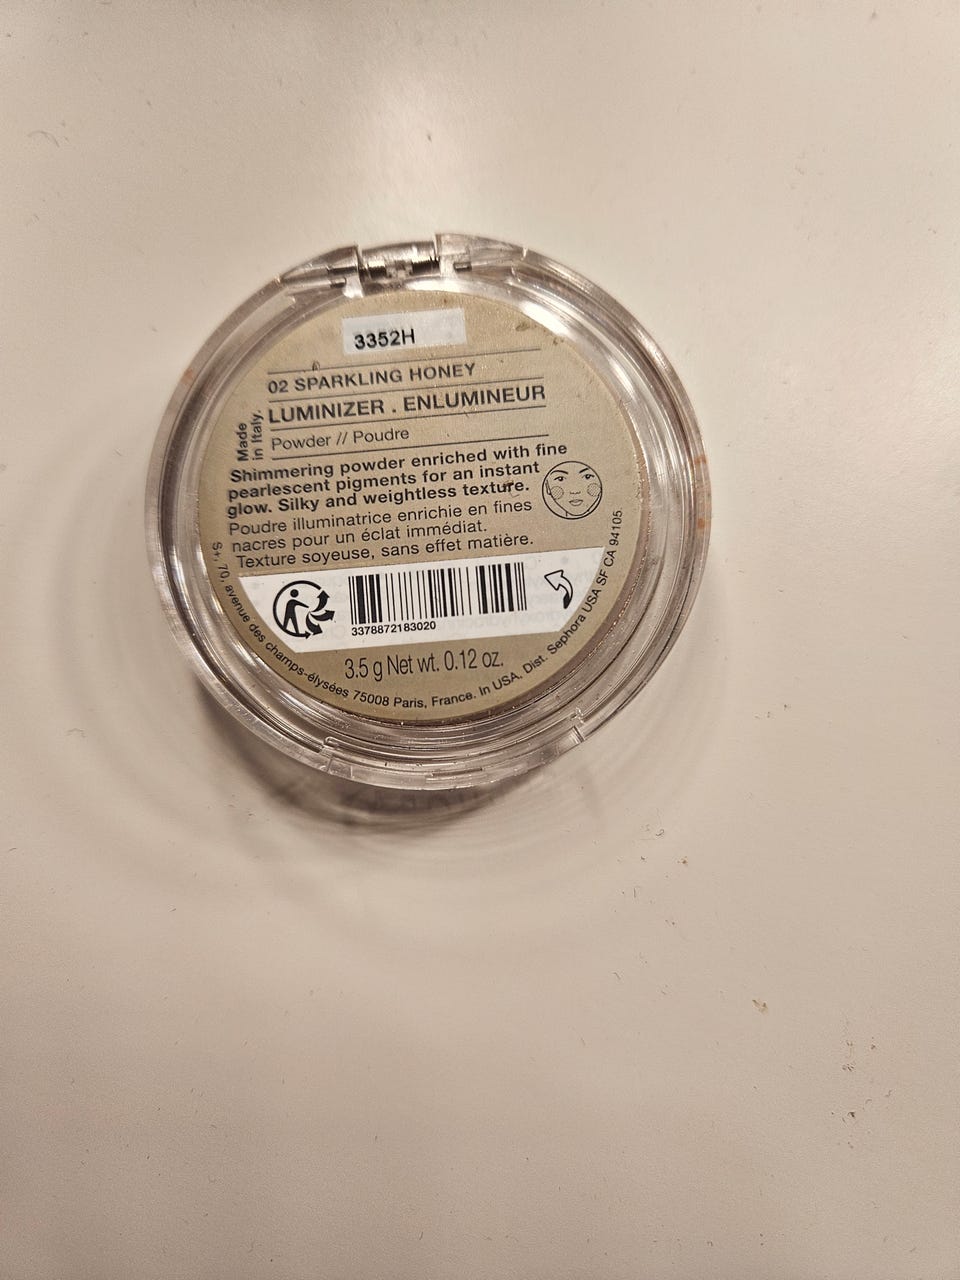 3352H
02 SPARKLING HONEY
LUMINIZER . ENLUMINEUR
Made
in Italy.
Powder // Poudre
Shimmering powder enriched with fine
pearlescent pigments for an instant
glow. Silky and weightless texture.
Poudre illuminatrice enrichie en fines
nacres pour un éclat immédiat.
Texture soyeuse, sans effet matière.
3378872183020
3.5 g Net wt. 0.12 oz.
S+, 70, avenue des champs-élysées 75008 Paris, France. In USA, Dist. Sephora USA SF CA 94105